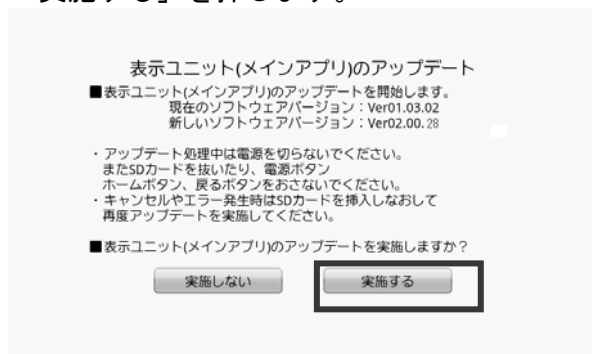 実施する」を押します。
表示ユニット(メインアプリ)のアップデート
■表示ユニット(メインアプリ)のアップデートを開始します。
現在のソフトウェアバージョン：Ver01.03.02
新しいソフトウェアバージョン：Ver02.00.28
・アップデート処理中は電源を切らないでください。
またSDカードを抜いたり、電源ボタン
ホームボタン、戻るボタンをおさないでください。
・キャンセルやエラー発生時はSDカードを挿入しなおして
再度アップデートを実施してください。
■表示ユニット(メインアプリ)のアップデートを実施しますか？
実施しない 実施する